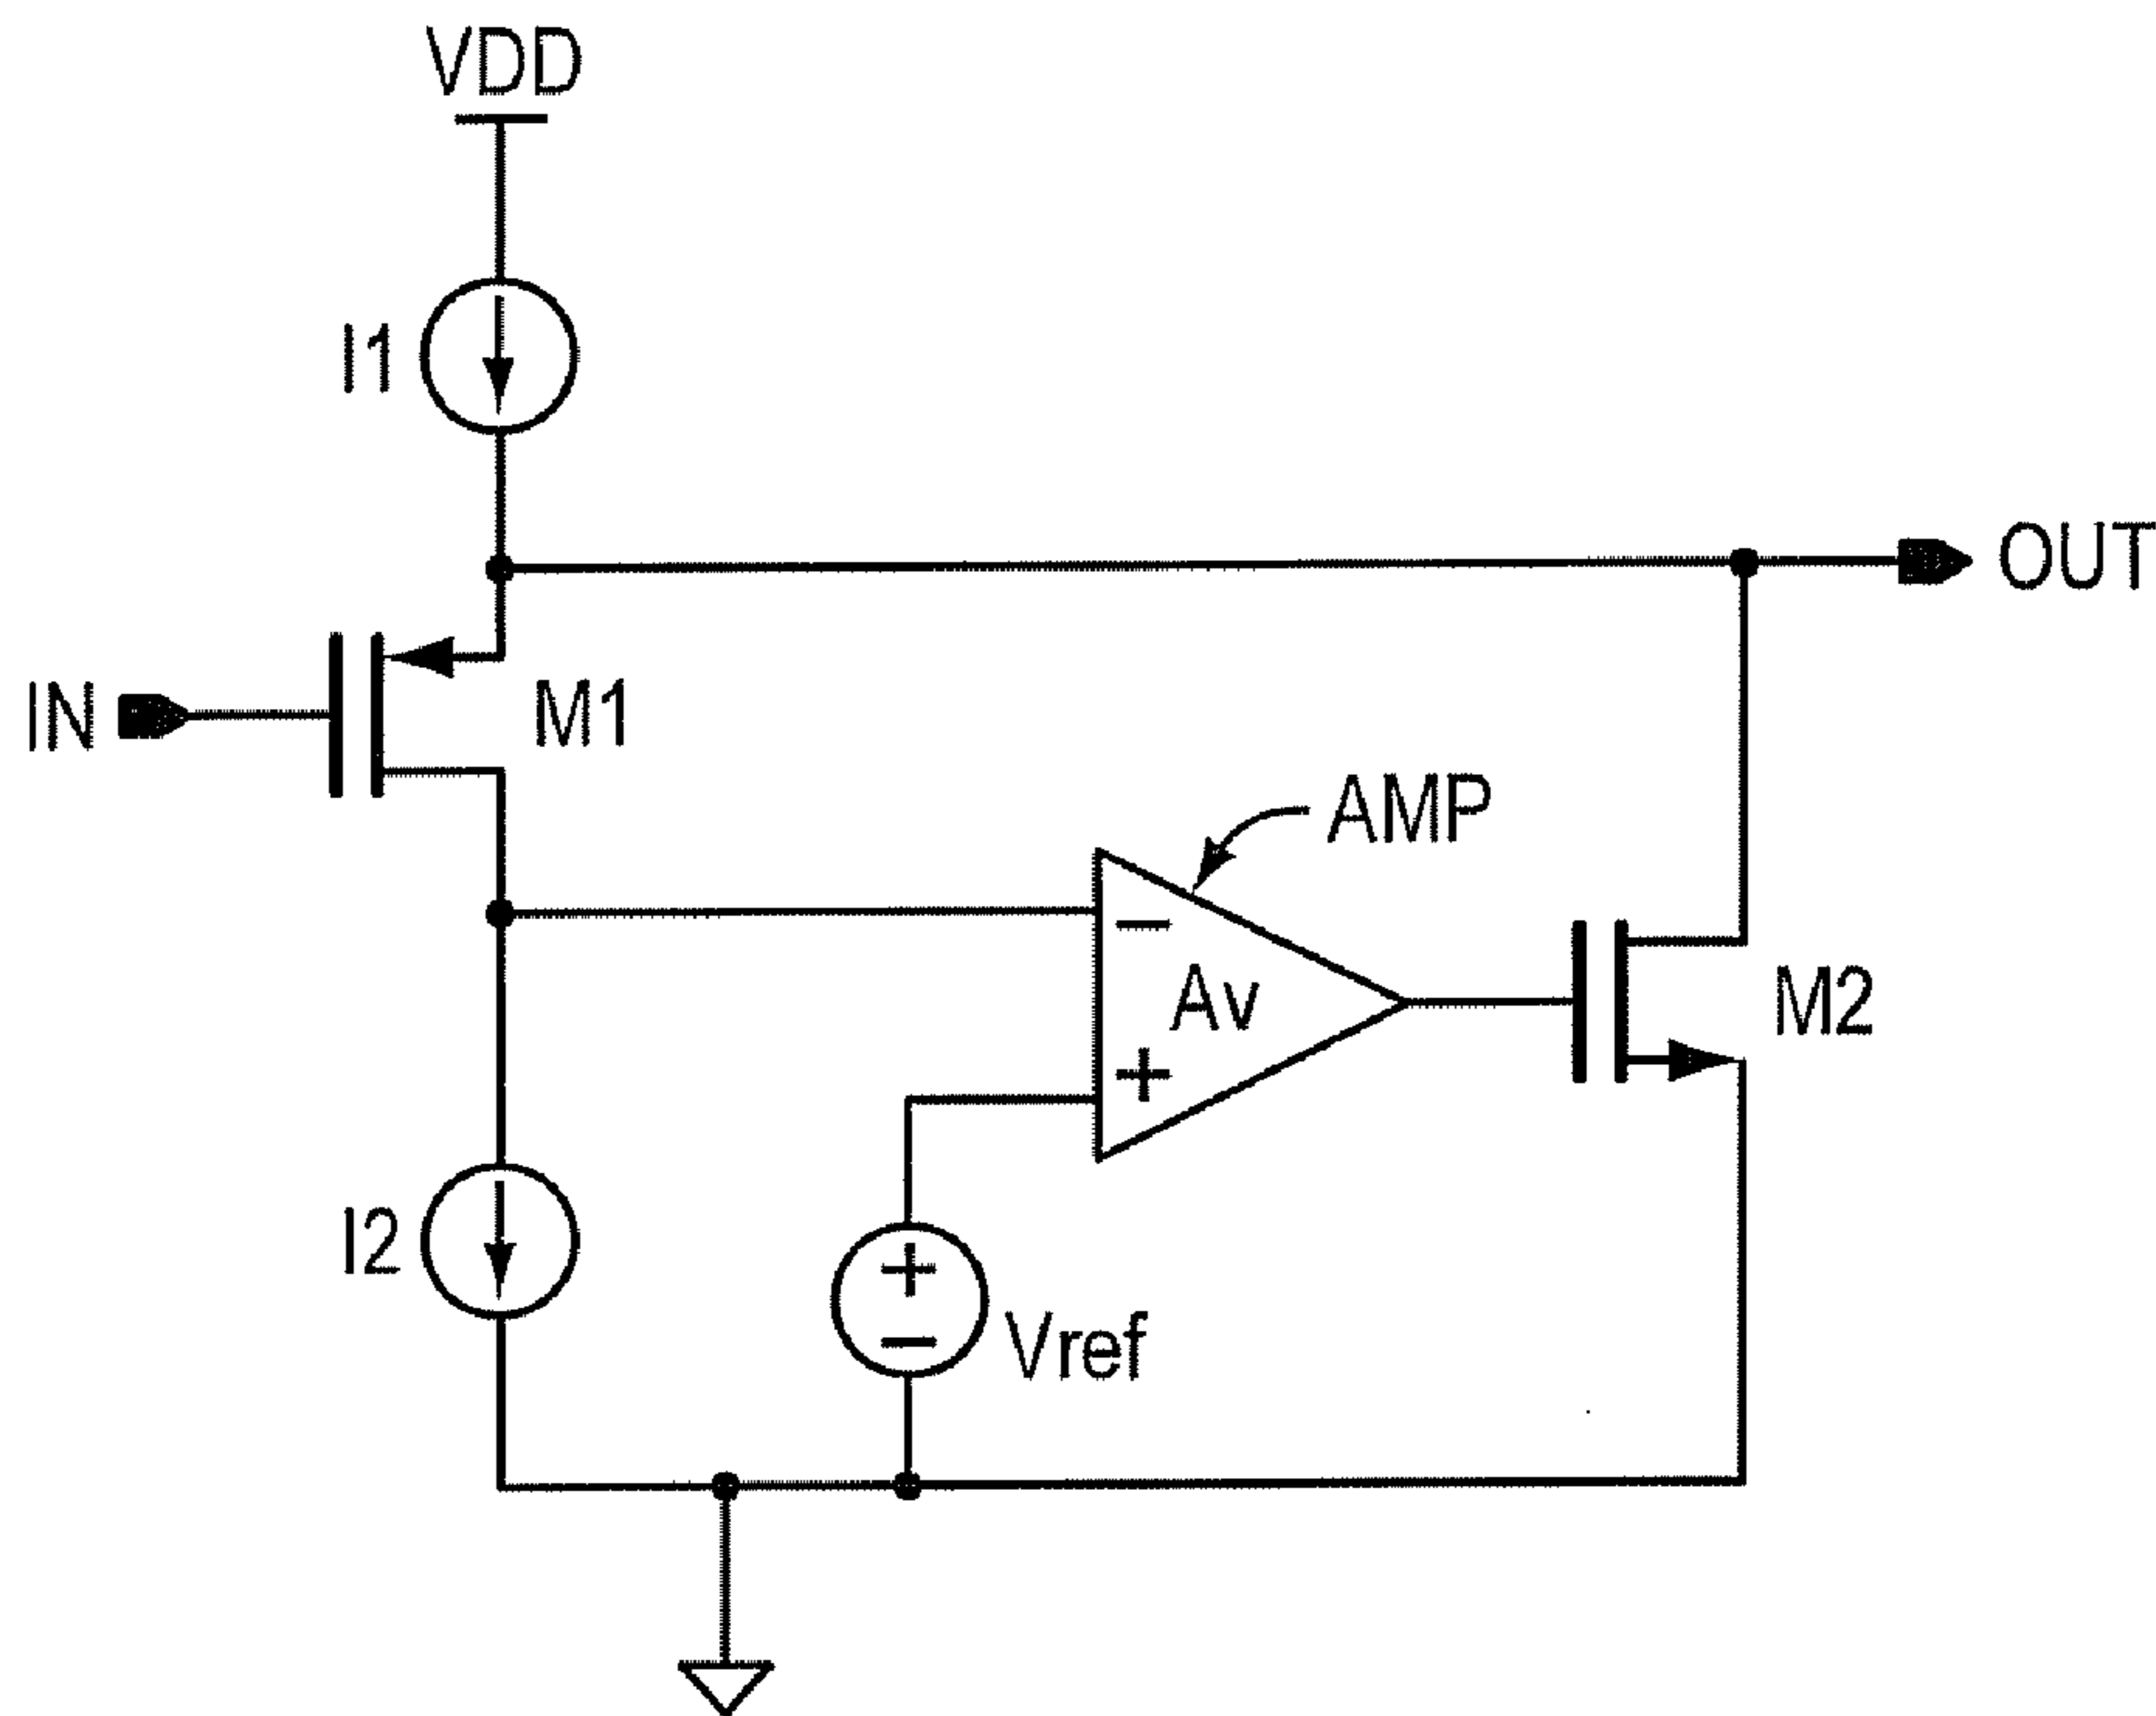 VDD
I1
OUT
IN
M1
AMP
−
Av
M2
+
I2
+
−
Vref